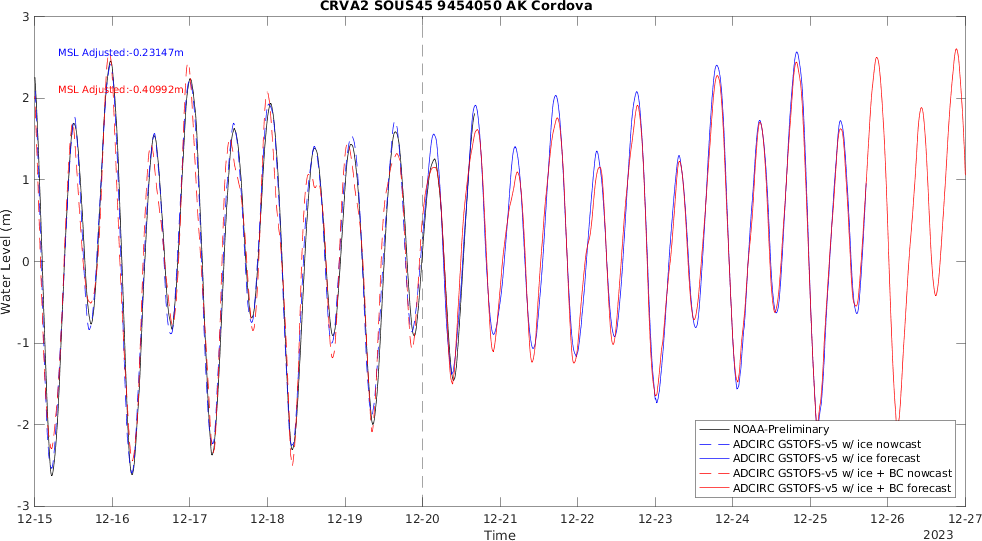 CRVA2 SOUS45 9454050 AK Cordova
MSL Adjusted:-0.23147m
MSL Adjusted:-0.40992m
Water Level (m)
3
2
1
0
-1
-2
-3
NOAA-Preliminary
ADCIRC GSTOFS-v5 w/ ice nowcast
ADCIRC GSTOFS-v5 w/ ice forecast
ADCIRC GSTOFS-v5 w/ ice + BC nowcast
ADCIRC GSTOFS-v5 w/ ice + BC forecast
12-15 12-16 12-17 12-18 12-19 12-20 12-21 12-22 12-23 12-24 12-25 12-26 12-27
Time
2023